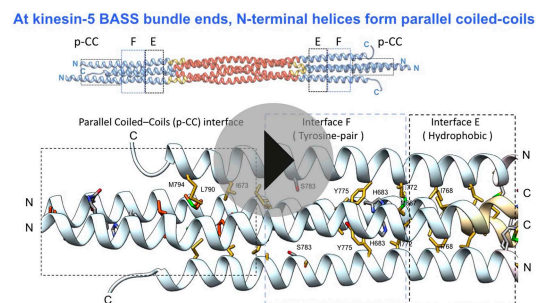 At kinesin-5 BASS bundle ends, N-terminal helices form parallel coiled-coils
p-CC F E E F p-CC
C
N N
N N
N N
C
Parallel Coiled–Coils (p-CC) interface Interface F Interface E
( Tyrosine-pair ) ( Hydrophobic )
C N
M794 L790 I673 S783 Y775 H683 I768
N C
N C
S783 Y775 H683 I768
N
C